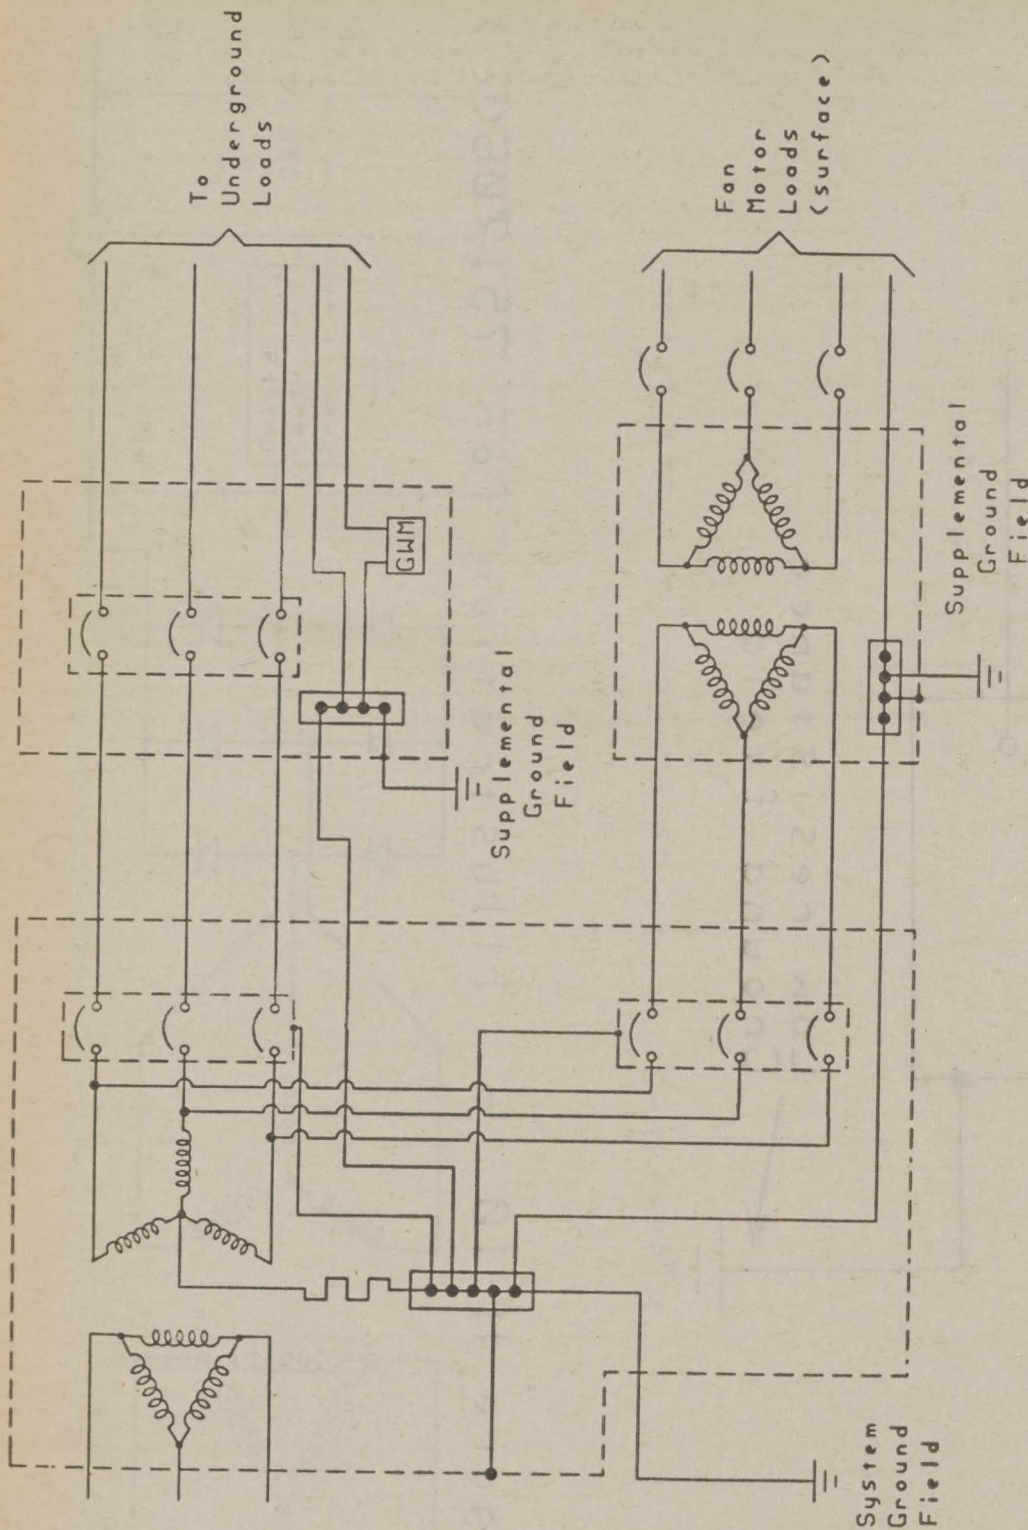 To
Underground
Loads
GWM
Supplemental
Ground
Field
Fan
Motor
Loads
(surface)
Supplemental
Ground
Field
System
Ground
Field